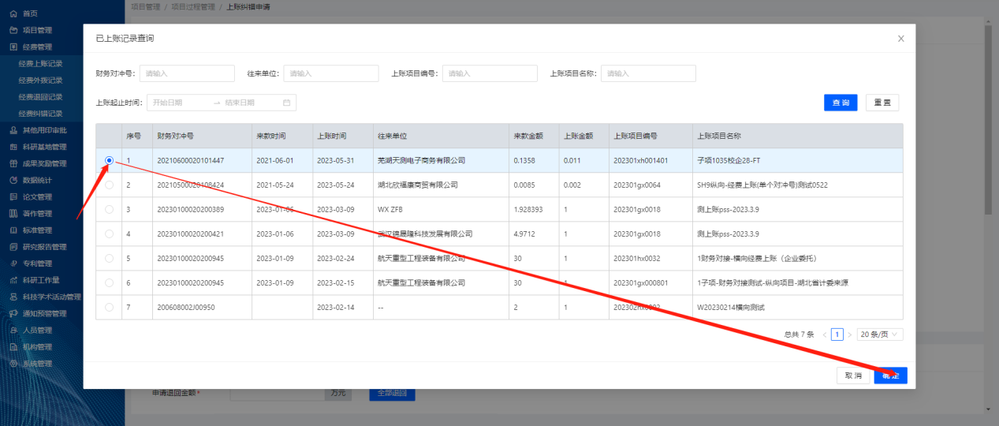 项目管理 / 项目过程管理 / 上账纠错申请
首页
项目管理
经费管理
经费上账记录
经费外拨记录
经费退回记录
经费纠错记录
其他用印审批
科研基地管理
成果奖励管理
数据统计
论文管理
著作管理
标准管理
研究报告管理
专利管理
科研工作量
科技学术活动管理
通知预警管理
人员管理
机构管理
系统管理
已上账记录查询
财务对冲号: 请输入 往来单位: 请输入 上账项目编号: 请输入 上账项目名称: 请输入
上账起止时间: 开始日期 → 结束日期 查 询 重 置
序号 财务对冲号 来款时间 上账时间 往来单位 来款金额 上账金额 上账项目编号 上账项目名称
1 20210600020101447 2021-06-01 2023-05-31 芜湖天测电子商务有限公司 0.1358 0.011 202301xh001401 子项1035校企28-FT
2 20210500020108424 2021-05-24 2023-05-24 湖北欣福康商贸有限公司 0.0085 0.002 202301gx0064 SH9纵向-经费上账(单个对冲号)测试0522
3 20230100020200389 2023-01-06 2023-03-09 WX ZFB 1.928393 1 202301gx0018 测上账pss-2023.3.9
4 20230100020200421 2023-01-06 2023-03-09 武汉锦晟隆科技发展有限公司 4.9712 1 202301gx0018 测上账pss-2023.3.9
5 20230100020200945 2023-01-09 2023-02-24 航天重型工程装备有限公司 30 1 202301hx0032 1财务对接-横向经费上账（企业委托）
6 20230100020200945 2023-01-09 2023-02-15 航天重型工程装备有限公司 30 1 202301gx000801 1子项-财务对接测试-纵向项目-湖北省计委来源
7 200608002J00950 2023-02-14 -- 2 1 202302hx0002 W20230214横向测试
总共 7 条 < 1 > 20 条/页
取 消 确 定
申请退回金额* 万元 全部退回